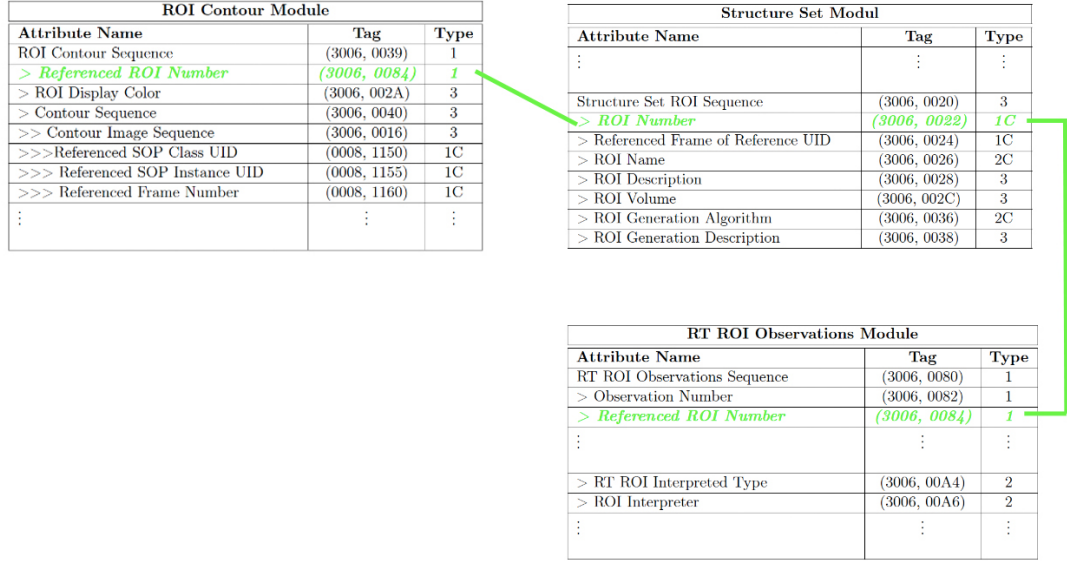 ROI Contour Module
Attribute Name Tag Type
ROI Contour Sequence (3006, 0039) 1
> Referenced ROI Number (3006, 0084) 1
> ROI Display Color (3006, 002A) 3
> Contour Sequence (3006, 0040) 3
>> Contour Image Sequence (3006, 0016) 3
>>>Referenced SOP Class UID (0008, 1150) 1C
>>> Referenced SOP Instance UID (0008, 1155) 1C
>>> Referenced Frame Number (0008, 1160) 1C
⋮ ⋮ ⋮
Structure Set Modul
Attribute Name Tag Type
⋮ ⋮ ⋮
Structure Set ROI Sequence (3006, 0020) 3
> ROI Number (3006, 0022) 1C
> Referenced Frame of Reference UID (3006, 0024) 1C
> ROI Name (3006, 0026) 2C
> ROI Description (3006, 0028) 3
> ROI Volume (3006, 002C) 3
> ROI Generation Algorithm (3006, 0036) 2C
> ROI Generation Description (3006, 0038) 3
RT ROI Observations Module
Attribute Name Tag Type
RT ROI Observations Sequence (3006, 0080) 1
> Observation Number (3006, 0082) 1
> Referenced ROI Number (3006, 0084) 1
⋮ ⋮ ⋮
> RT ROI Interpreted Type (3006, 00A4) 2
> ROI Interpreter (3006, 00A6) 2
⋮ ⋮ ⋮